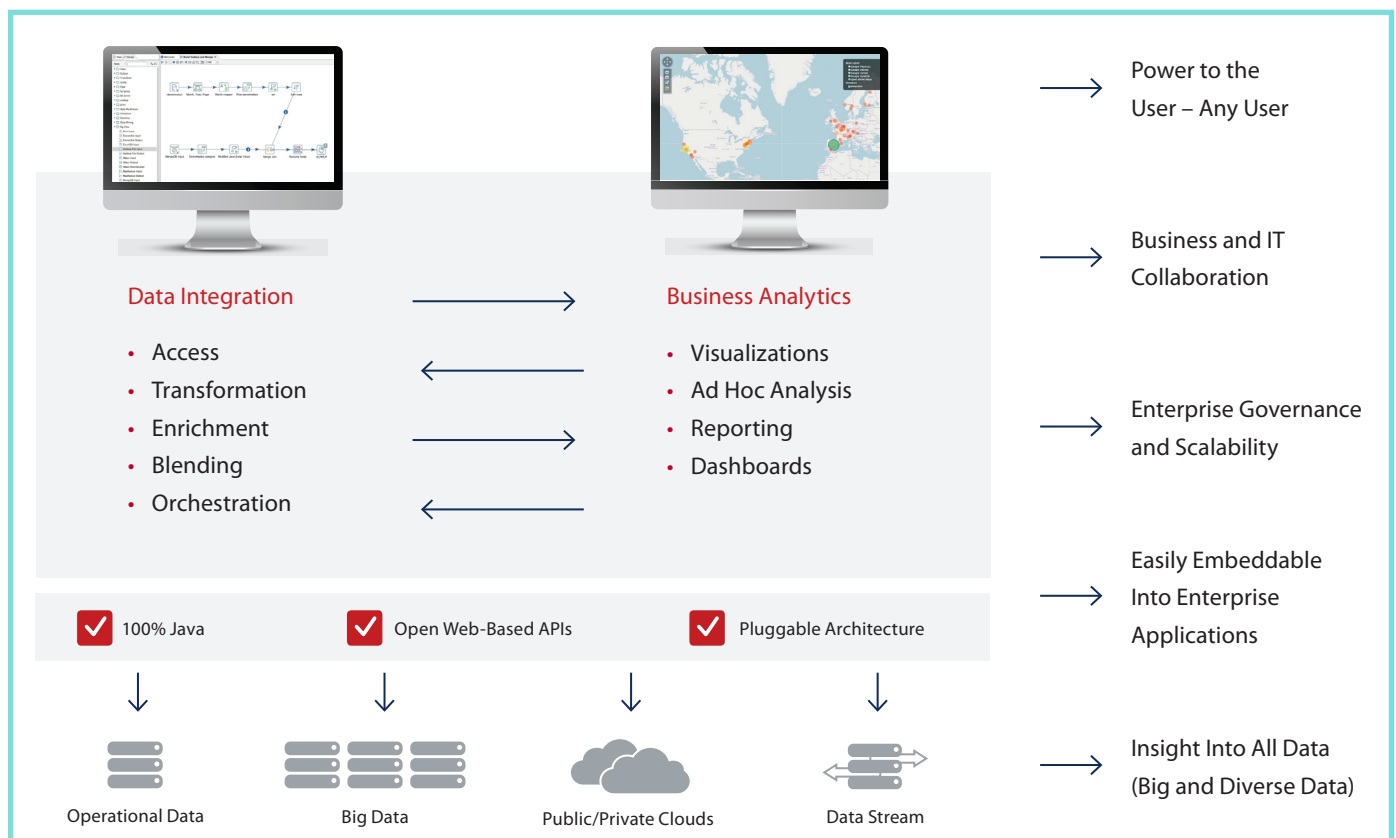 Power to the
User – Any User
Business and IT
Collaboration
Enterprise Governance
and Scalability
Easily Embeddable
Into Enterprise
Applications
Insight Into All Data
(Big and Diverse Data)
Data Integration
• Access
• Transformation
• Enrichment
• Blending
• Orchestration
Business Analytics
• Visualizations
• Ad Hoc Analysis
• Reporting
• Dashboards
100% Java
Open Web-Based APIs
Pluggable Architecture
Operational Data
Big Data
Public/Private Clouds
Data Stream